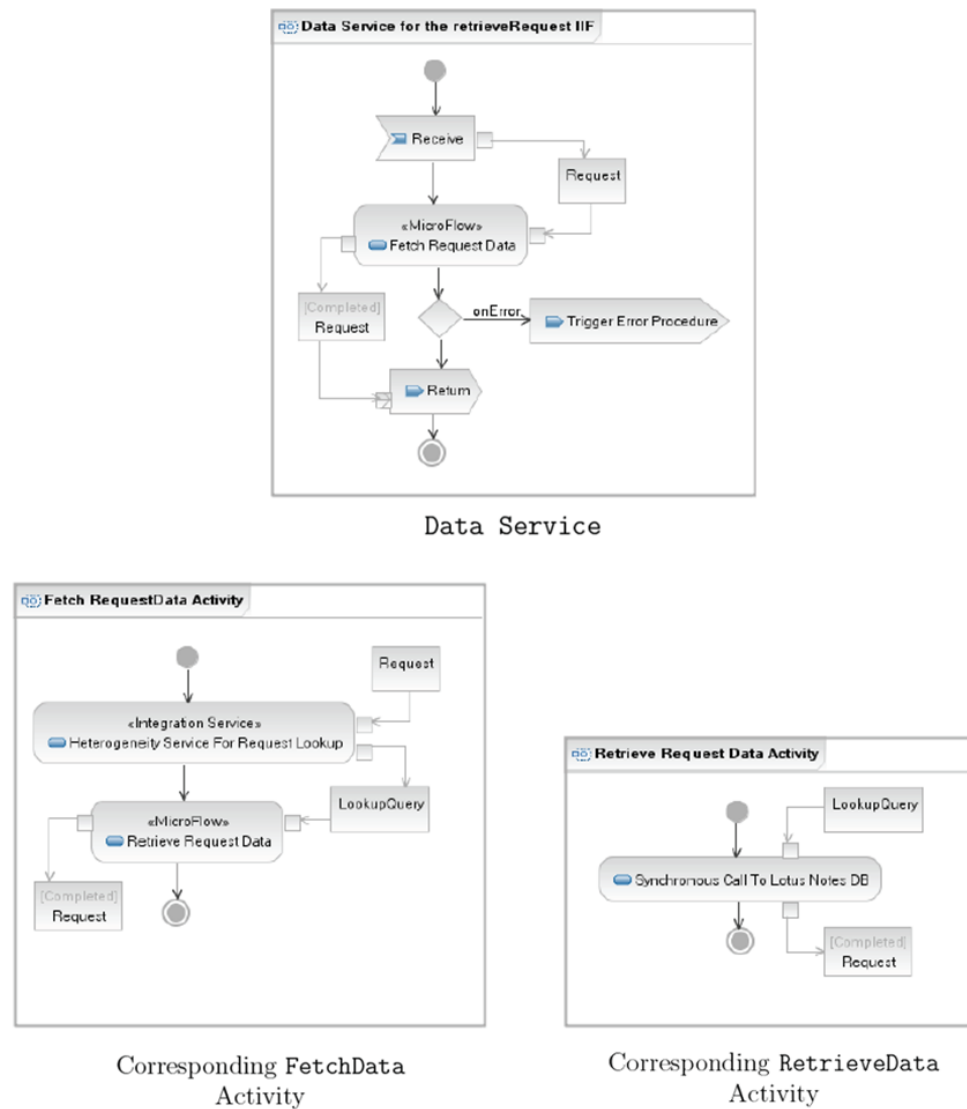 Data Service for the retrieveRequest IIF
Receive
Request
«MicroFlow»
Fetch Request Data
[Completed]
Request
onError
Trigger Error Procedure
Return
Data Service
Fetch RequestData Activity
Request
«Integration Service»
Heterogeneity Service For Request Lookup
LookupQuery
«MicroFlow»
Retrieve Request Data
[Completed]
Request
Corresponding FetchData
Activity
Retrieve Request Data Activity
LookupQuery
Synchronous Call To Lotus Notes DB
[Completed]
Request
Corresponding RetrieveData
Activity